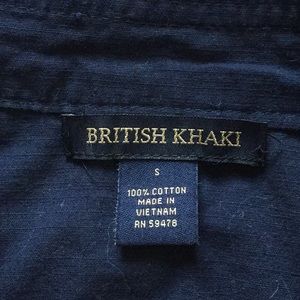 BRITISH KHAKI
S
100% COTTON
MADE IN
VIETNAM
RN 59478